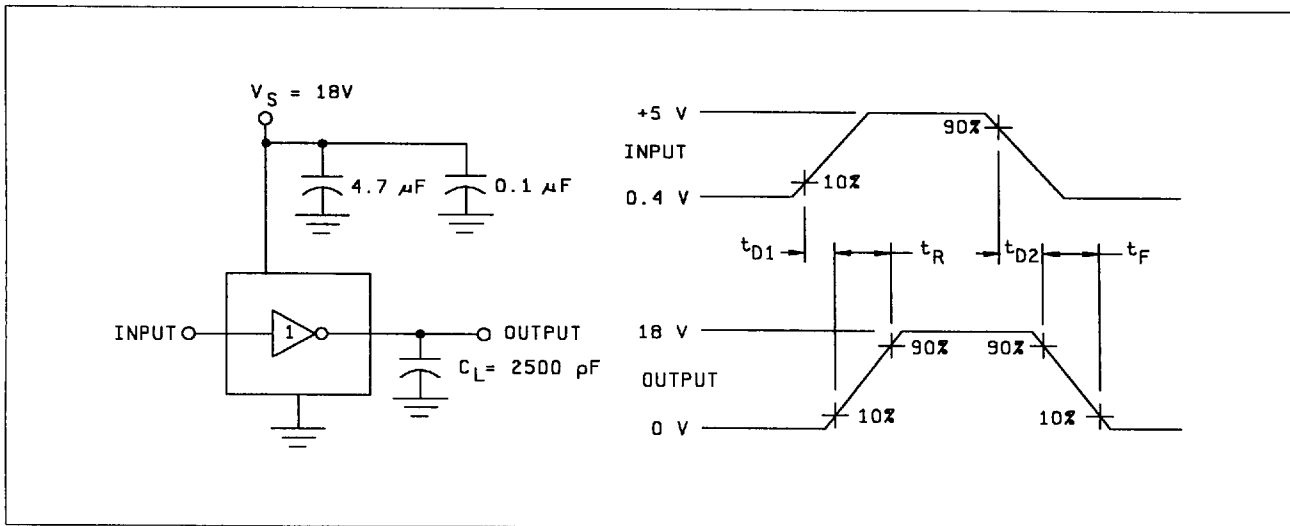 V_S = 18V
4.7 µF
0.1 µF
INPUT
1
OUTPUT
C_L= 2500 pF
+5 V
INPUT
0.4 V
90%
10%
t_D1
t_R
t_D2
t_F
18 V
OUTPUT
0 V
90%
90%
10%
10%